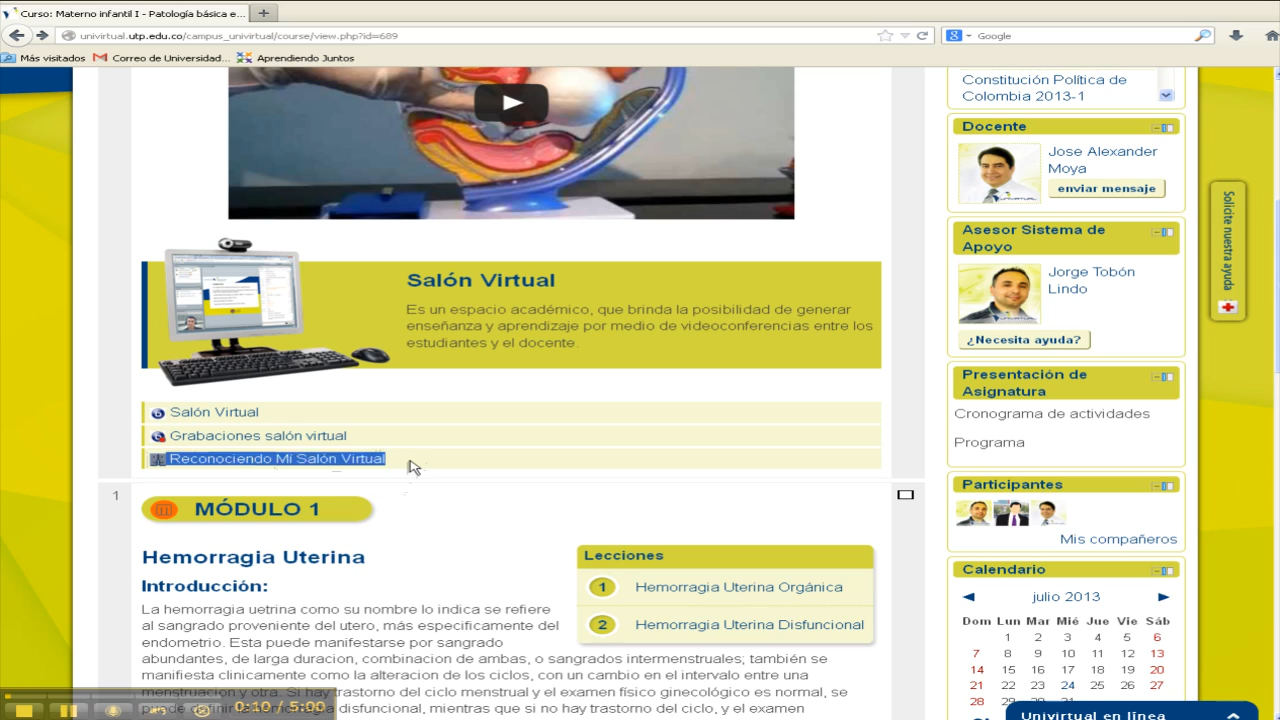 Curso: Materno infantil I - Patología básica e...
univirtual.utp.edu.co/campus_univirtual/course/view.php?id=689
Google
Más visitados
Correo de Universidad...
Aprendiendo Juntos
Salón Virtual
Es un espacio académico, que brinda la posibilidad de generar
enseñanza y aprendizaje por medio de videoconferencias entre los
estudiantes y el docente.
Salón Virtual
Grabaciones salón virtual
Reconociendo Mi Salón Virtual
1
MÓDULO 1
Hemorragia Uterina
Introducción:
La hemorragia uetrina como su nombre lo indica se refiere
al sangrado proveniente del utero, más especificamente del
endometrio. Esta puede manifestarse por sangrado
abundantes, de larga duracion, combinacion de ambas, o sangrados intermenstruales; también se
manifiesta clinicamente como la alteracion de los ciclos, con un cambio en el intervalo entre una
menstruación y otra. Si hay trastorno del ciclo menstrual y el examen físico ginecológico es normal, se
puede definir la hemorragia disfuncional, mientras que si no hay trastorno del ciclo, y el examen
Lecciones
1 Hemorragia Uterina Orgánica
2 Hemorragia Uterina Disfuncional
0:10 / 5:00
Constitución Política de
Colombia 2013-1
Docente
Jose Alexander
Moya
enviar mensaje
Asesor Sistema de
Apoyo
Jorge Tobón
Lindo
¿Necesita ayuda?
Presentación de
Asignatura
Cronograma de actividades
Programa
Participantes
Mis compañeros
Calendario
julio 2013
Dom Lun Mar Mié Jue Vie Sáb
1 2 3 4 5 6
7 8 9 10 11 12 13
14 15 16 17 18 19 20
21 22 23 24 25 26 27
28 29 30 31
Univirtual en línea
Solicite nuestra ayuda